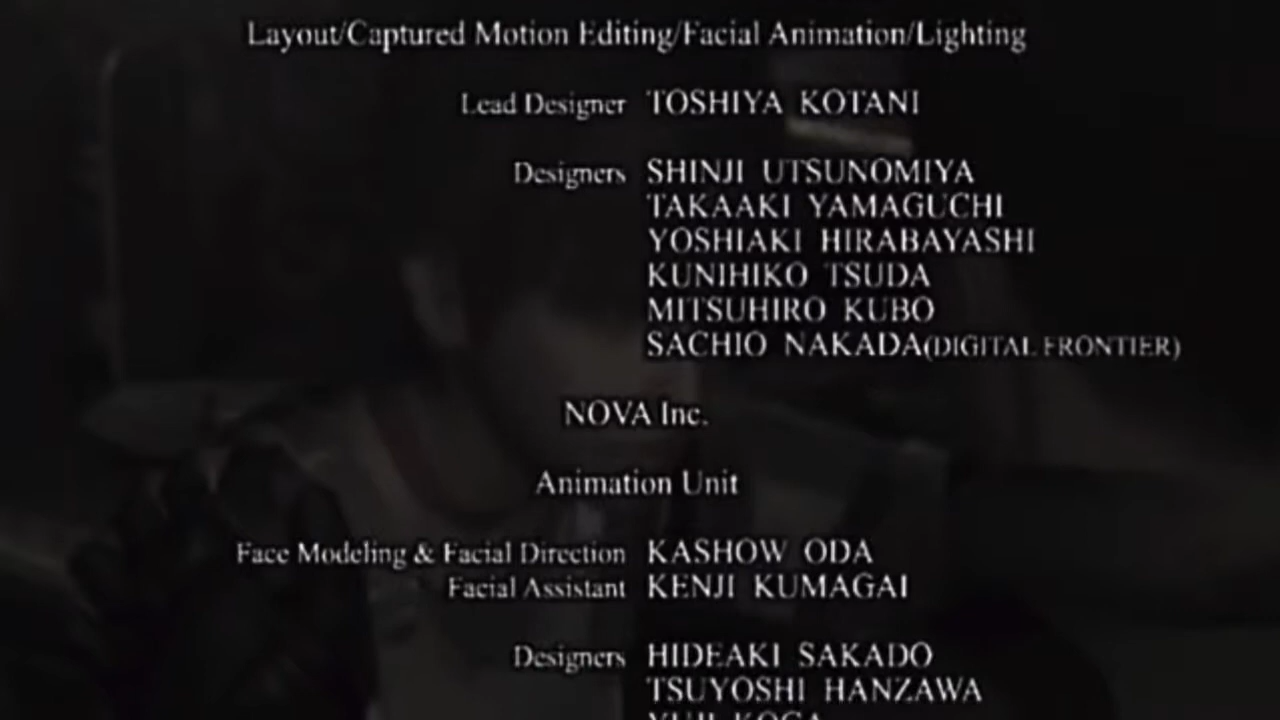 Layout/Captured Motion Editing/Facial Animation/Lighting
Lead Designer TOSHIYA KOTANI
Designers SHINJI UTSUNOMIYA
TAKAAKI YAMAGUCHI
YOSHIAKI HIRABAYASHI
KUNIHIKO TSUDA
MITSUHIRO KUBO
SACHIO NAKADA(DIGITAL FRONTIER)
NOVA Inc.
Animation Unit
Face Modeling & Facial Direction KASHOW ODA
Facial Assistant KENJI KUMAGAI
Designers HIDEAKI SAKADO
TSUYOSHI HANZAWA
YUJI KOGA